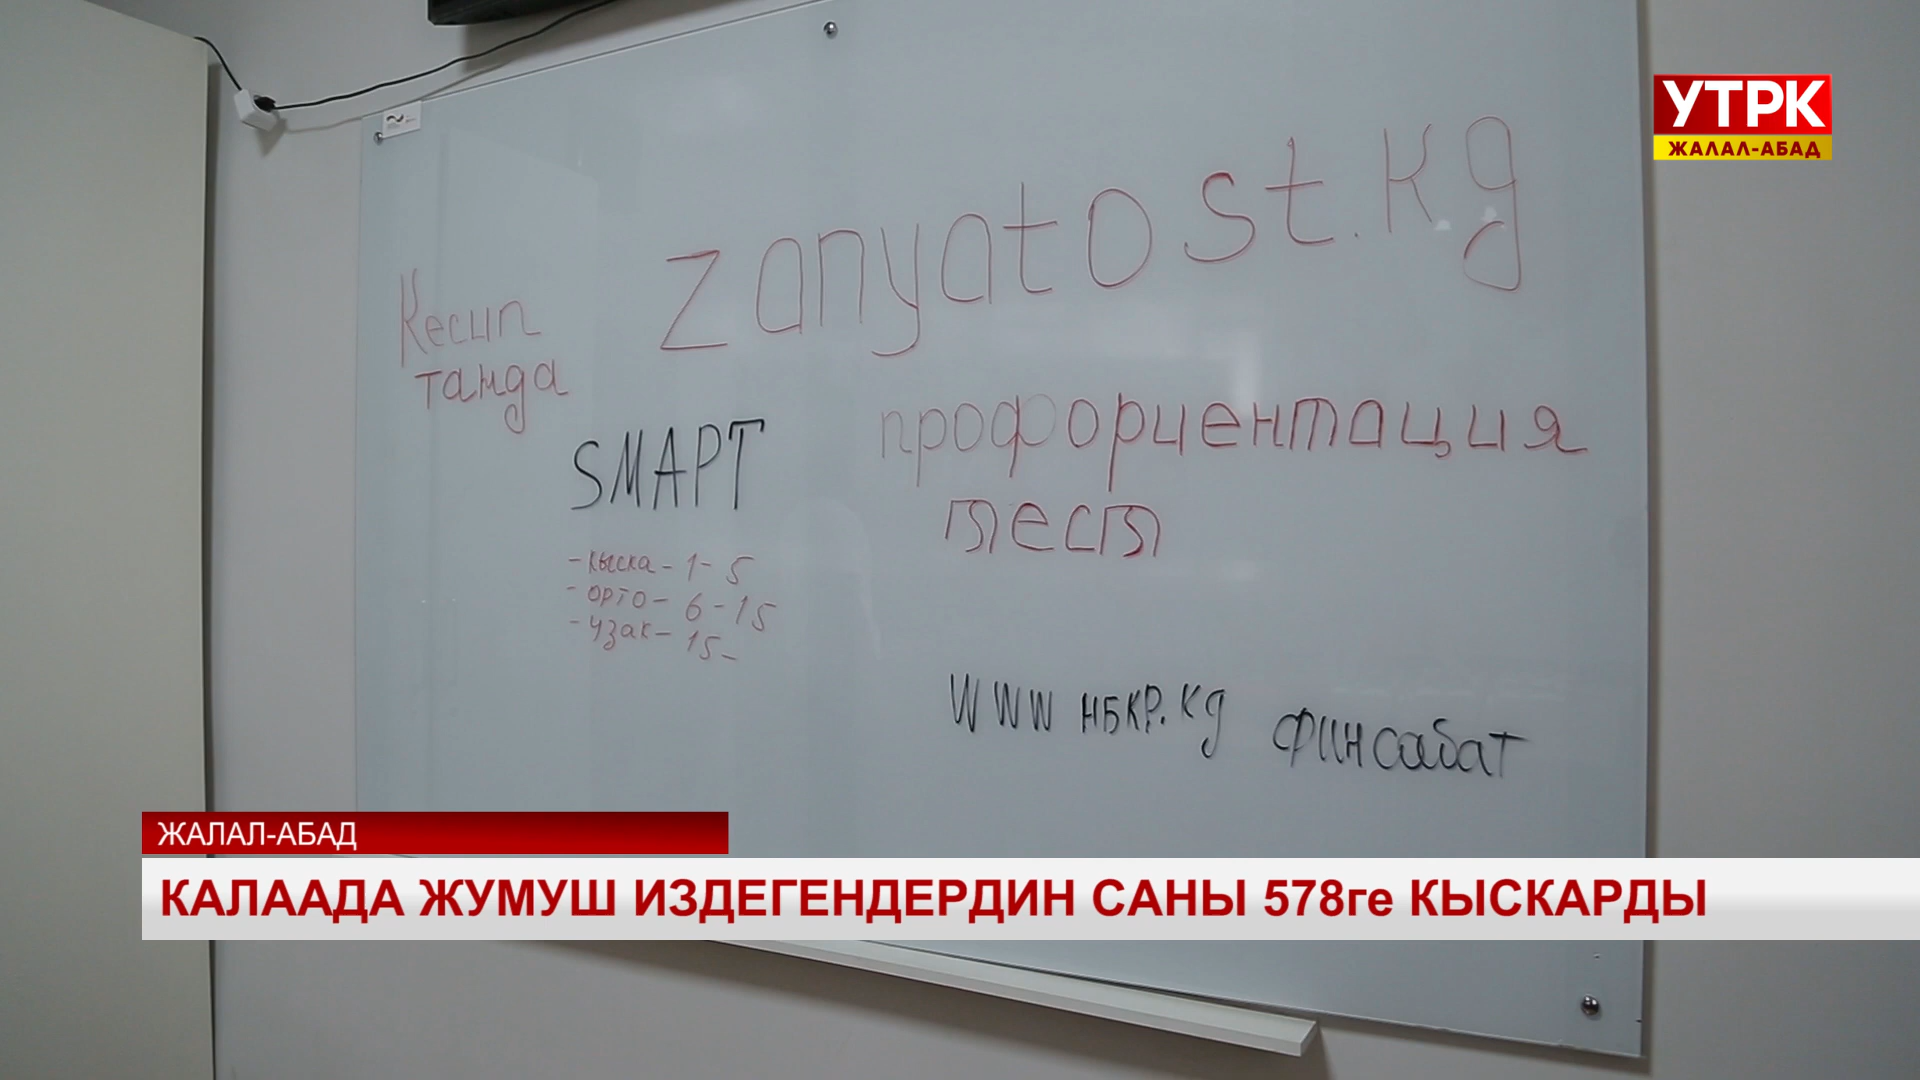 УТРК
ЖАЛАЛ-АБАД
zanyatost.kg
Кесип
танда
SMAPT
профориентация
тест
- кыска - 1 - 5
- орто - 6 - 15
- узак - 15 -
www нбкр.kg финсабат
ЖАЛАЛ-АБАД
КАЛААДА ЖУМУШ ИЗДЕГЕНДЕРДИН САНЫ 578ге КЫСКАРДЫ